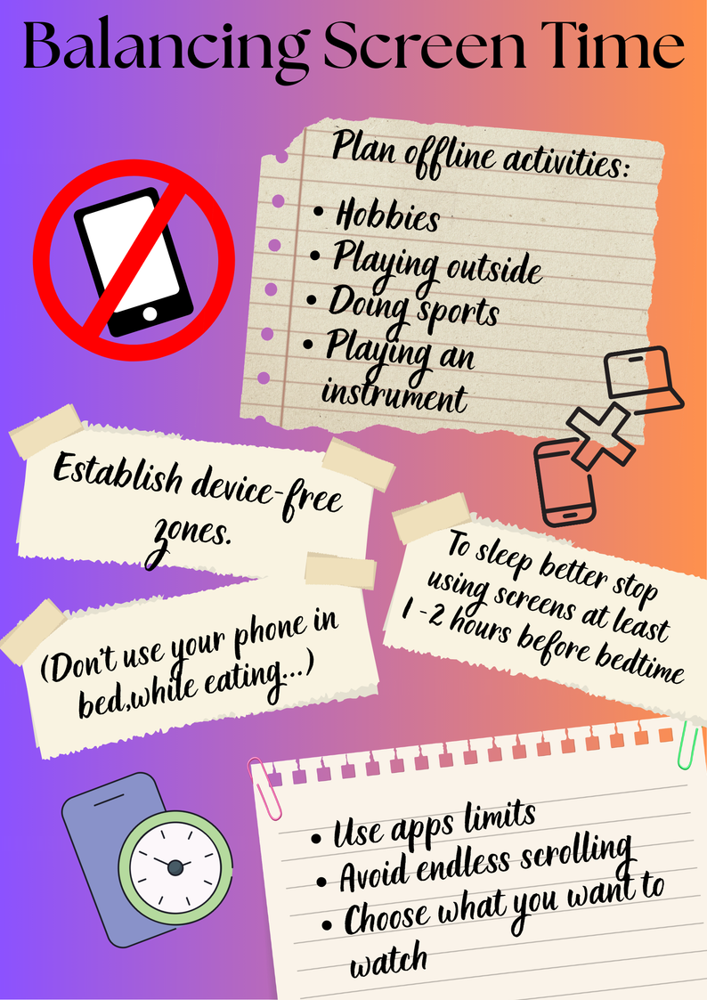 Balancing Screen Time
Plan offline activities:
• Hobbies
• Playing outside
• Doing sports
• Playing an
instrument
Establish device-free
zones.
(Don't use your phone in
bed,while eating...)
To sleep better stop
using screens at least
1 -2 hours before bedtime
• Use apps limits
• Avoid endless scrolling
• Choose what you want to
watch